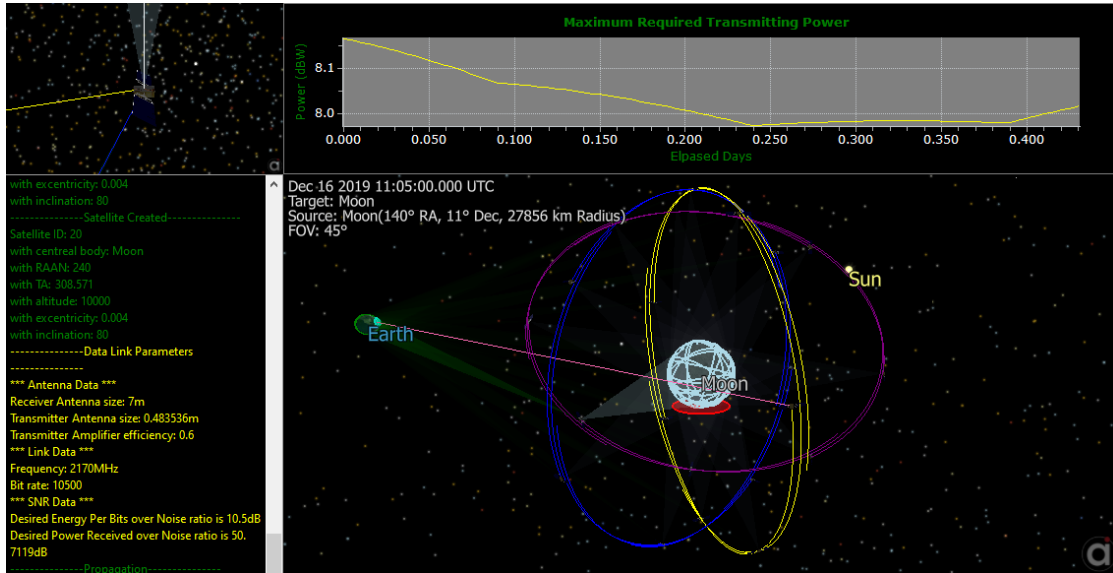 Maximum Required Transmitting Power
Power (dBW)
8.1
8.0
0.000 0.050 0.100 0.150 0.200 0.250 0.300 0.350 0.400
Elpased Days
a
with excentricity: 0.004
with inclination: 80
---------------Satellite Created---------------
Satellite ID: 20
with centreal body: Moon
with RAAN: 240
with TA: 308.571
with altitude: 10000
with excentricity: 0.004
with inclination: 80
---------------Data Link Parameters
---------------
*** Antenna Data ***
Receiver Antenna size: 7m
Transmitter Antenna size: 0.483536m
Transmitter Amplifier efficiency: 0.6
*** Link Data ***
Frequency: 2170MHz
Bit rate: 10500
*** SNR Data ***
Desired Energy Per Bits over Noise ratio is 10.5dB
Desired Power Received over Noise ratio is 50.
7119dB
---------------Propagation---------------
Dec 16 2019 11:05:00.000 UTC
Target: Moon
Source: Moon(140° RA, 11° Dec, 27856 km Radius)
FOV: 45°
Sun
Earth
Moon
a